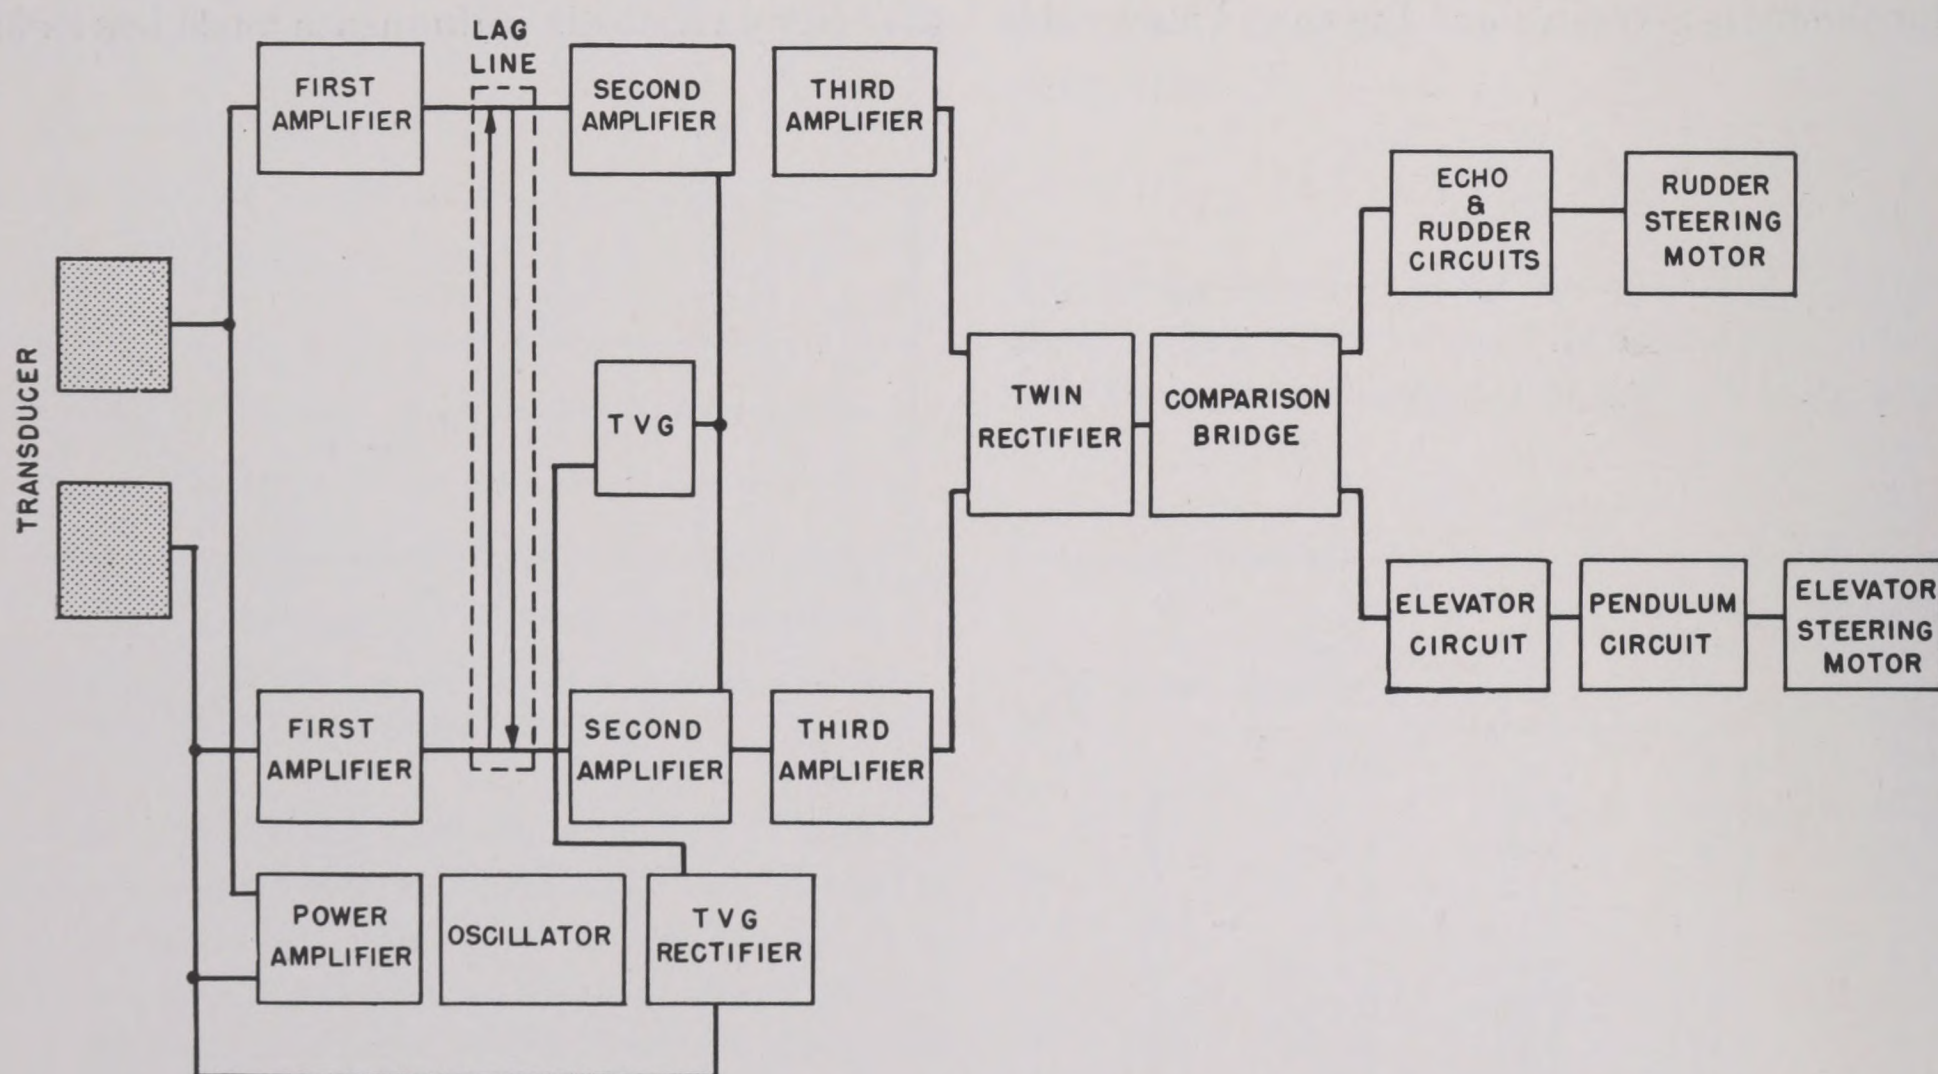 LAG
LINE
FIRST
AMPLIFIER
SECOND
AMPLIFIER
THIRD
AMPLIFIER
ECHO
&
RUDDER
CIRCUITS
RUDDER
STEERING
MOTOR
TRANSDUCER
TVG
TWIN
RECTIFIER
COMPARISON
BRIDGE
ELEVATOR
CIRCUIT
PENDULUM
CIRCUIT
ELEVATOR
STEERING
MOTOR
FIRST
AMPLIFIER
SECOND
AMPLIFIER
THIRD
AMPLIFIER
POWER
AMPLIFIER
OSCILLATOR
TVG
RECTIFIER